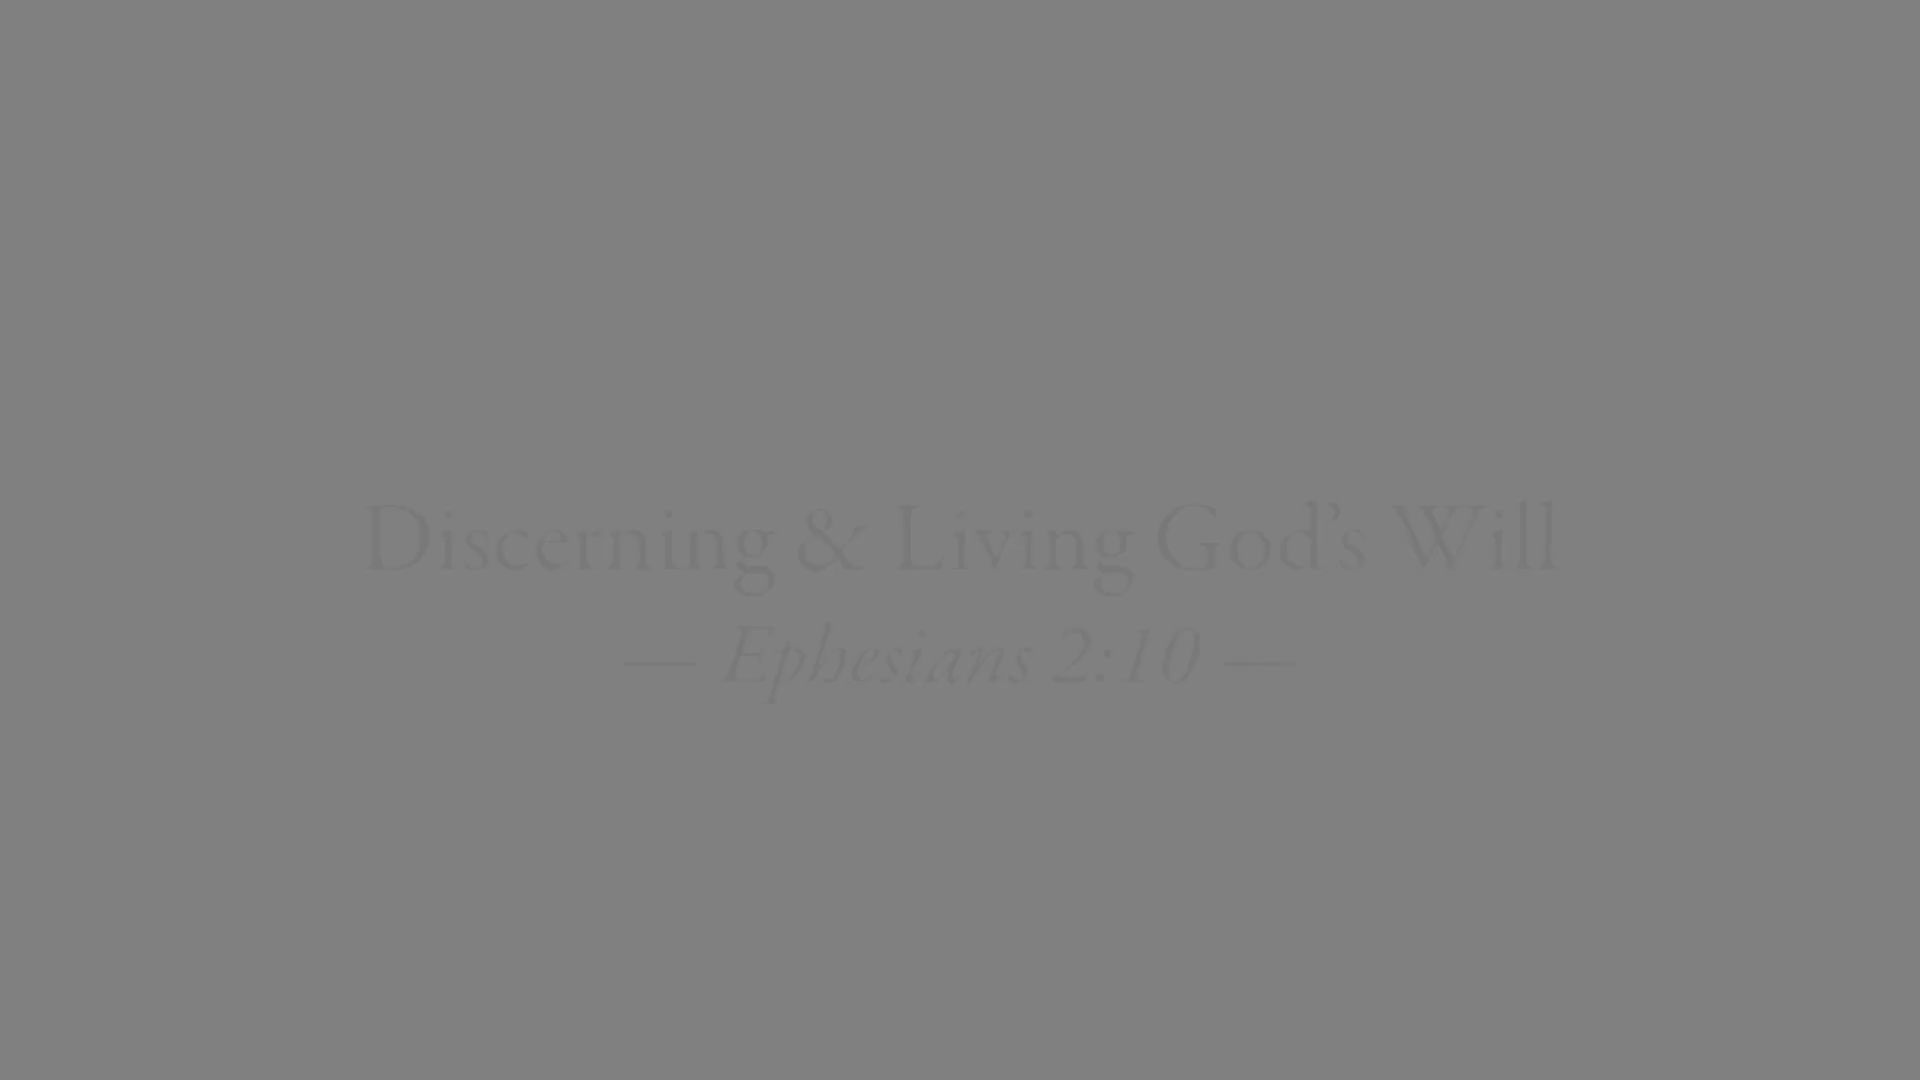 Discerning & Living God’s Will
— Ephesians 2:10 —